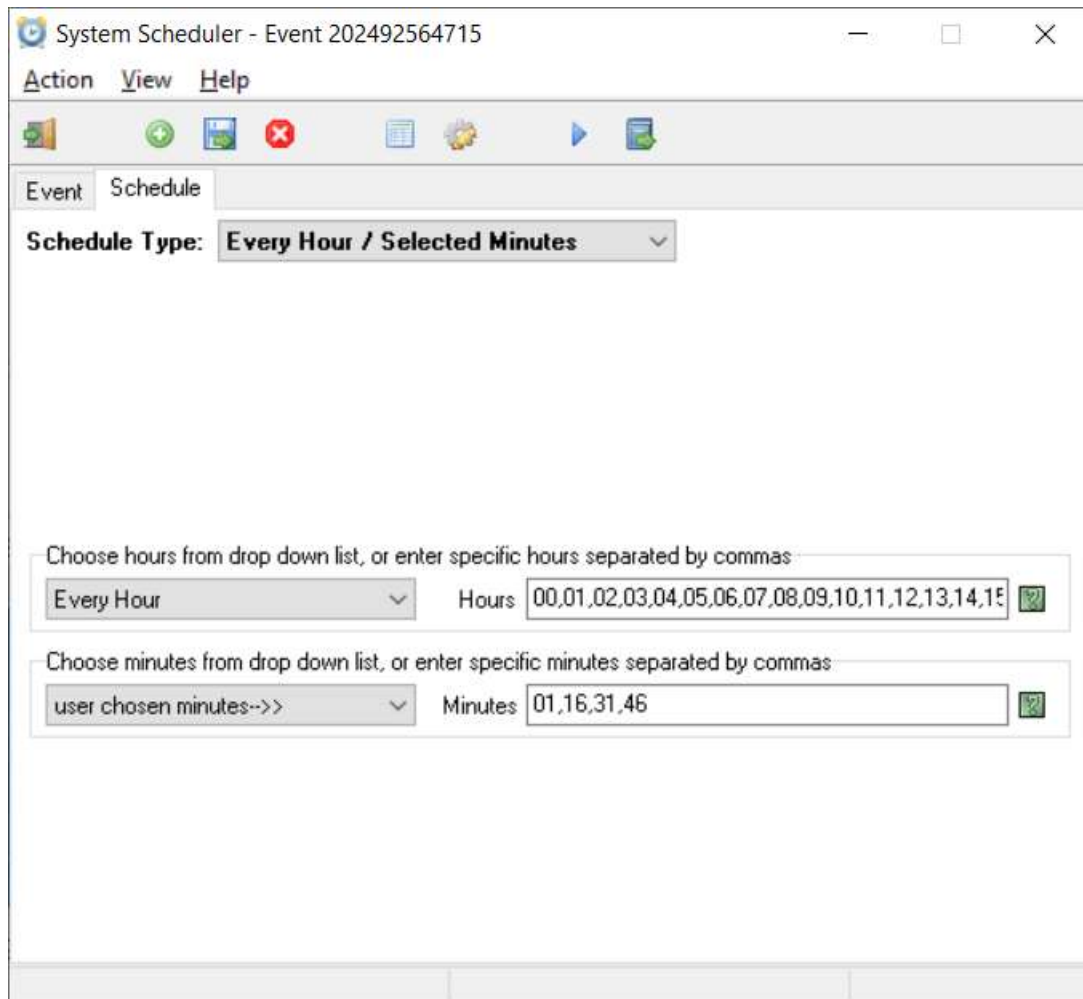 System Scheduler - Event 202492564715
Action View Help
Event Schedule
Schedule Type: Every Hour / Selected Minutes
Choose hours from drop down list, or enter specific hours separated by commas
Every Hour Hours 00,01,02,03,04,05,06,07,08,09,10,11,12,13,14,15
Choose minutes from drop down list, or enter specific minutes separated by commas
user chosen minutes-->> Minutes 01,16,31,46